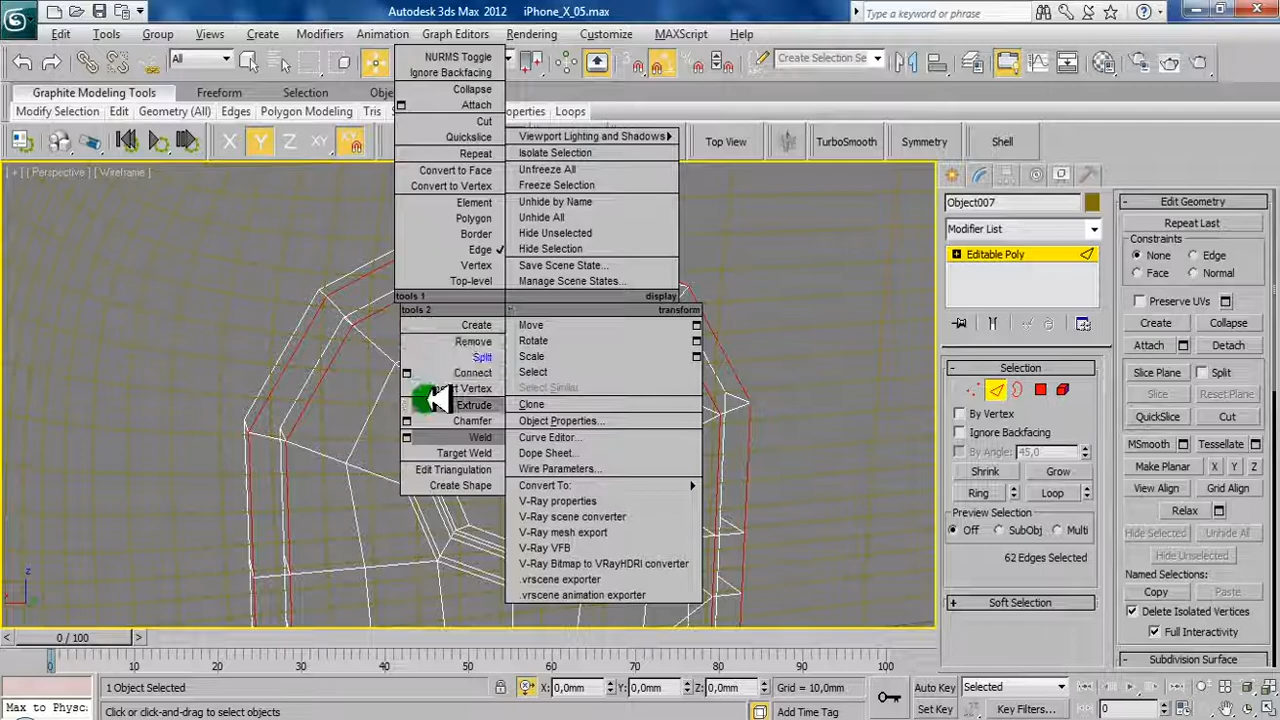 Autodesk 3ds Max 2012 iPhone_X_05.max
Type a keyword or phrase
Edit Tools Group Views Create Modifiers Animation Graph Editors Rendering Customize MAXScript Help
All
Create Selection Se
Graphite Modeling Tools Freeform Selection Obje
Modify Selection Edit Geometry (All) Edges Polygon Modeling Tris operties Loops
X Y Z XY
Top View TurboSmooth Symmetry Shell
[ + ] [ Perspective ] [ Wireframe ]
NURMS Toggle
Ignore Backfacing
Collapse
Attach
Cut
Quickslice
Repeat
Convert to Face
Convert to Vertex
Element
Polygon
Border
Edge
Vertex
Top-level
tools 1
Viewport Lighting and Shadows
Isolate Selection
Unfreeze All
Freeze Selection
Unhide by Name
Unhide All
Hide Unselected
Hide Selection
Save Scene State...
Manage Scene States...
display
tools 2
Create
Remove
Split
Connect
Vertex
Extrude
Chamfer
Weld
Target Weld
Edit Triangulation
Create Shape
transform
Move
Rotate
Scale
Select
Select Similar
Clone
Object Properties...
Curve Editor...
Dope Sheet...
Wire Parameters...
Convert To:
V-Ray properties
V-Ray scene converter
V-Ray mesh export
V-Ray VFB
V-Ray Bitmap to VRayHDRI converter
.vrscene exporter
.vrscene animation exporter
z
Object007
Modifier List
Editable Poly
Selection
By Vertex
Ignore Backfacing
By Angle: 45,0
Shrink Grow
Ring Loop
Preview Selection
Off SubObj Multi
62 Edges Selected
Soft Selection
Edit Geometry
Repeat Last
Constraints
None Edge
Face Normal
Preserve UVs
Create Collapse
Attach Detach
Slice Plane Split
Slice Reset Plane
QuickSlice Cut
MSmooth Tessellate
Make Planar X Y Z
View Align Grid Align
Relax
Hide Selected Unhide All
Hide Unselected
Named Selections:
Copy Paste
Delete Isolated Vertices
Full Interactivity
Subdivision Surface
0 / 100
0 10 20 30 40 50 60 70 80 90 100
1 Object Selected X: 0,0mm Y: 0,0mm Z: 0,0mm Grid = 10,0mm Auto Key Selected
Max to Physc Click or click-and-drag to select objects Add Time Tag Set Key Key Filters... 0